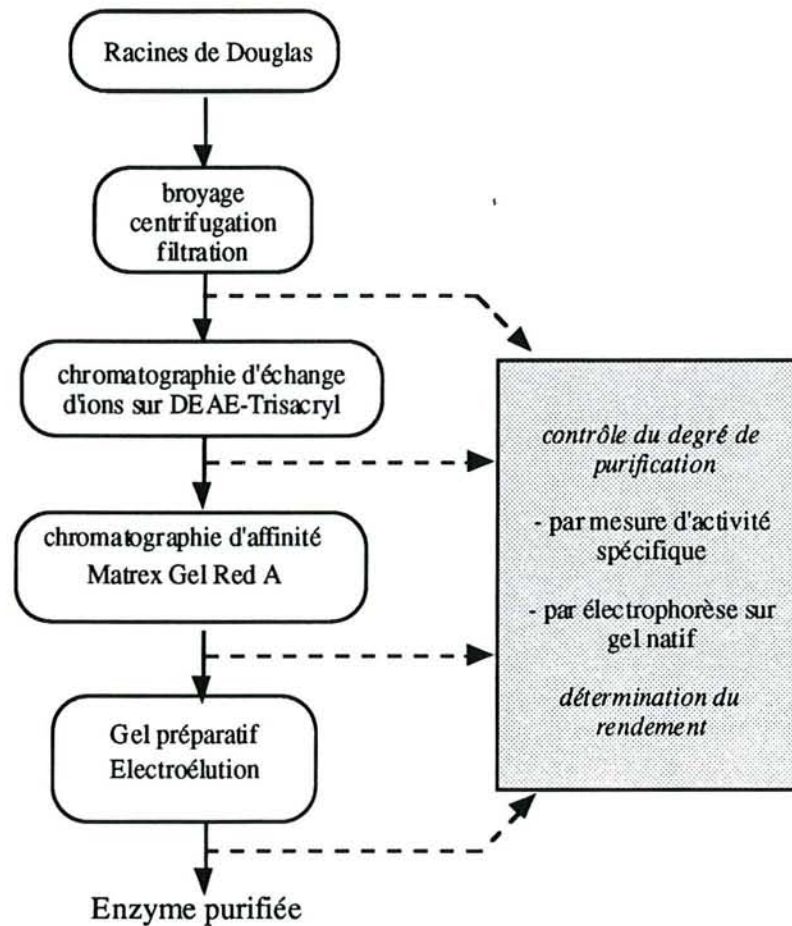 Racines de Douglas
broyage
centrifugation
filtration
chromatographie d'échange
d'ions sur DEAE-Trisacryl
chromatographie d'affinité
Matrex Gel Red A
Gel préparatif
Electroélution
Enzyme purifiée
contrôle du degré de
purification
- par mesure d'activité
spécifique
- par électrophorèse sur
gel natif
détermination du
rendement